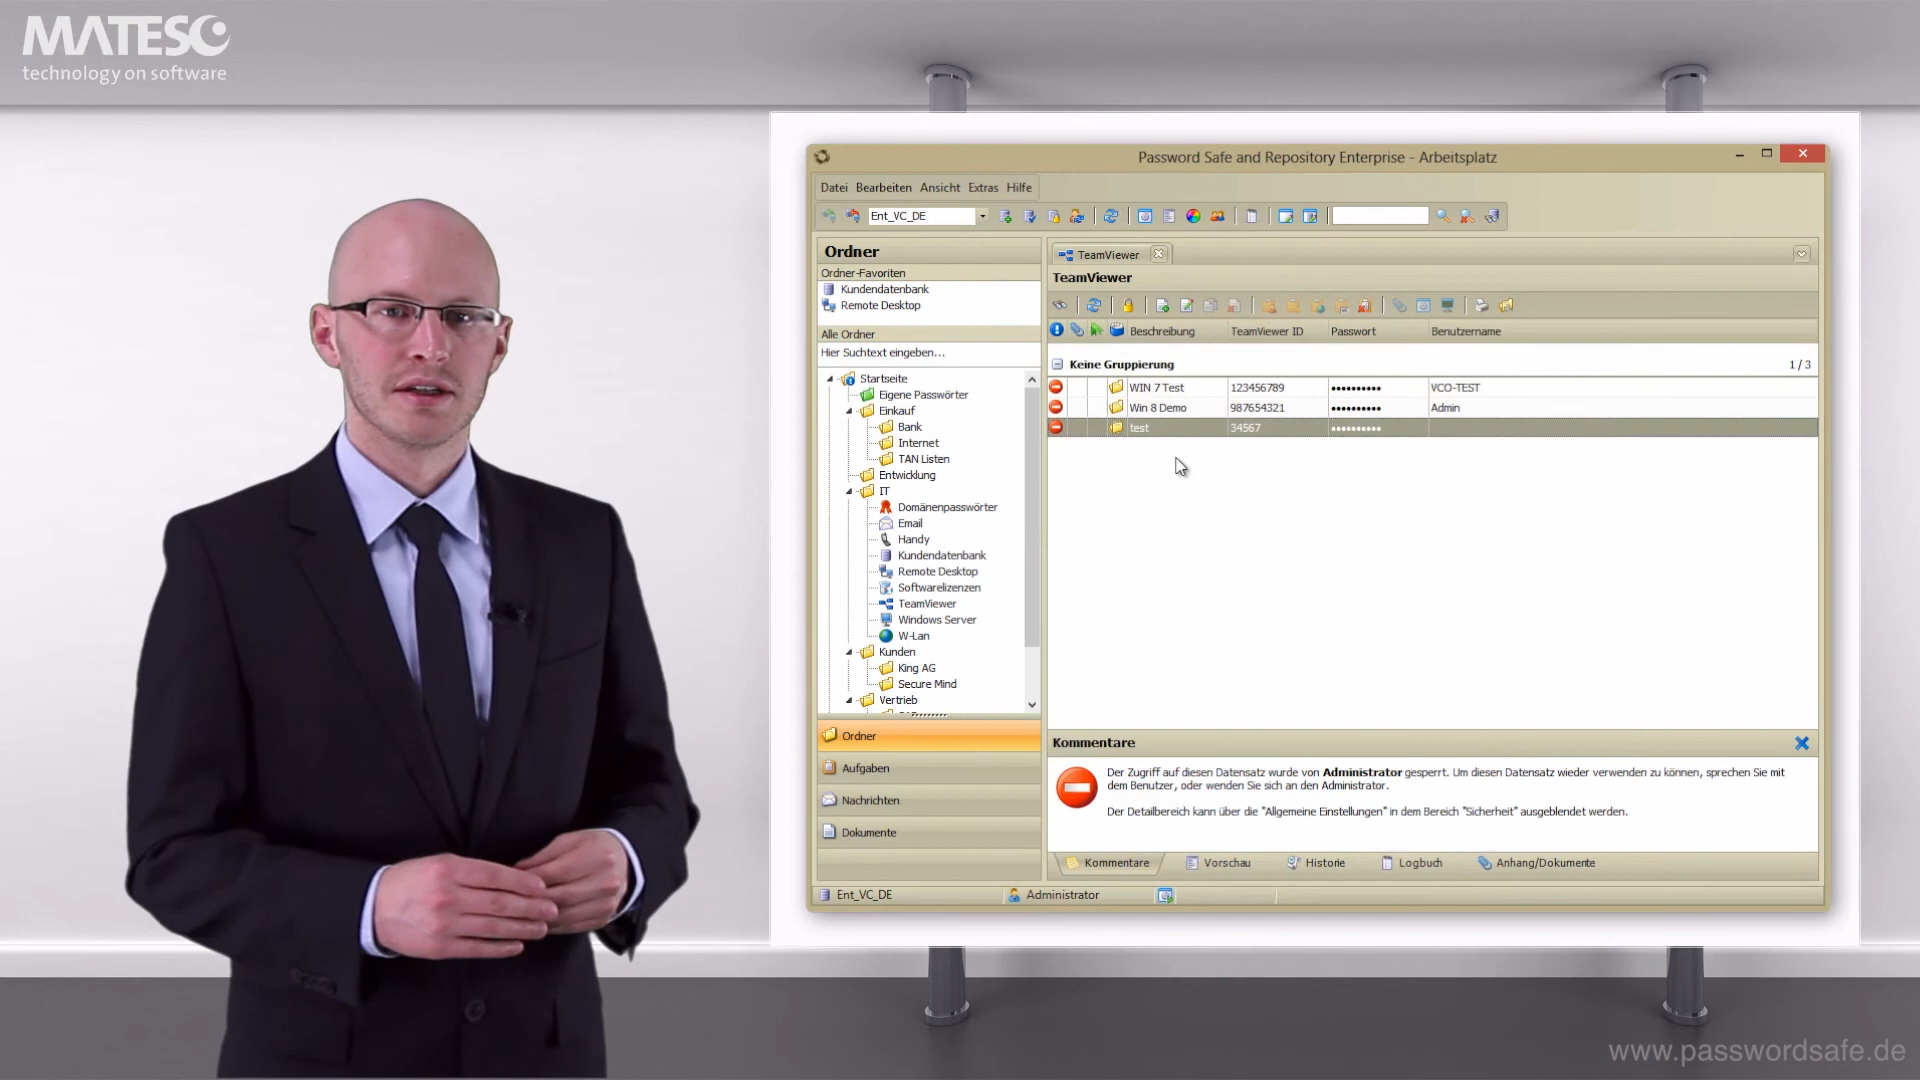 MATESO
technology on software
Password Safe and Repository Enterprise - Arbeitsplatz
Datei Bearbeiten Ansicht Extras Hilfe
Ent_VC_DE
Ordner
Ordner-Favoriten
Kundendatenbank
Remote Desktop
Alle Ordner
Hier Suchtext eingeben...
Startseite
Eigene Passwörter
Einkauf
Bank
Internet
TAN Listen
Entwicklung
IT
Domänenpasswörter
Email
Handy
Kundendatenbank
Remote Desktop
Softwarelizenzen
TeamViewer
Windows Server
W-Lan
Kunden
King AG
Secure Mind
Vertrieb
Ordner
Aufgaben
Nachrichten
Dokumente
TeamViewer
TeamViewer
Beschreibung TeamViewer ID Passwort Benutzername
Keine Gruppierung 1 / 3
WIN 7 Test 123456789 •••••••••• VCO-TEST
Win 8 Demo 987654321 •••••••••• Admin
test 34567 ••••••••••
Kommentare
Der Zugriff auf diesen Datensatz wurde von Administrator gesperrt. Um diesen Datensatz wieder verwenden zu können, sprechen Sie mit
dem Benutzer, oder wenden Sie sich an den Administrator.
Der Detailbereich kann über die "Allgemeine Einstellungen" in dem Bereich "Sicherheit" ausgeblendet werden.
Kommentare Vorschau Historie Logbuch Anhang/Dokumente
Ent_VC_DE Administrator
www.passwordsafe.de